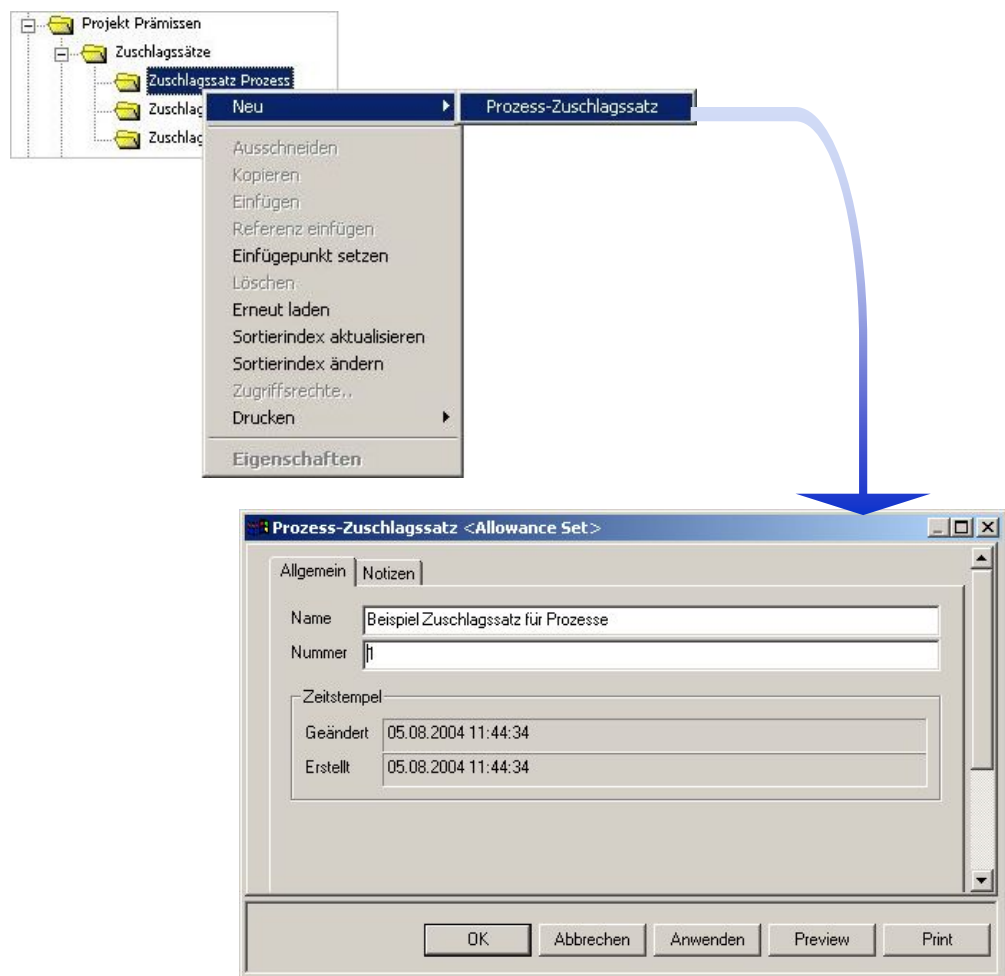 Projekt Prämissen
Zuschlagssätze
Zuschlagssatz Prozess
Zuschlag
Zuschlag
Neu
Prozess-Zuschlagssatz
Ausschneiden
Kopieren
Einfügen
Referenz einfügen
Einfügepunkt setzen
Löschen
Erneut laden
Sortierindex aktualisieren
Sortierindex ändern
Zugriffsrechte..
Drucken
Eigenschaften
Prozess-Zuschlagssatz <Allowance Set>
Allgemein Notizen
Name Beispiel Zuschlagssatz für Prozesse
Nummer 1
Zeitstempel
Geändert 05.08.2004 11:44:34
Erstellt 05.08.2004 11:44:34
OK Abbrechen Anwenden Preview Print